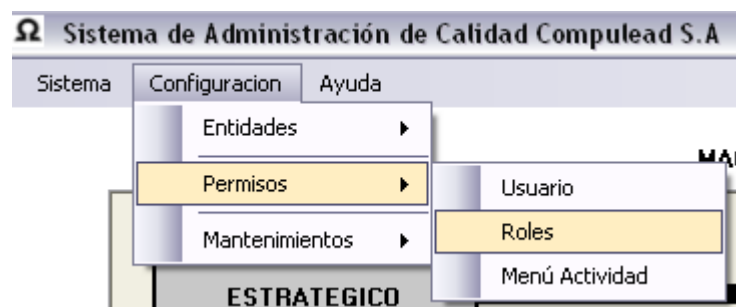 Ω Sistema de Administración de Calidad Compulead S.A
Sistema Configuracion Ayuda
Entidades
Permisos
Usuario
Roles
Mantenimientos
Menú Actividad
ESTRATEGICO